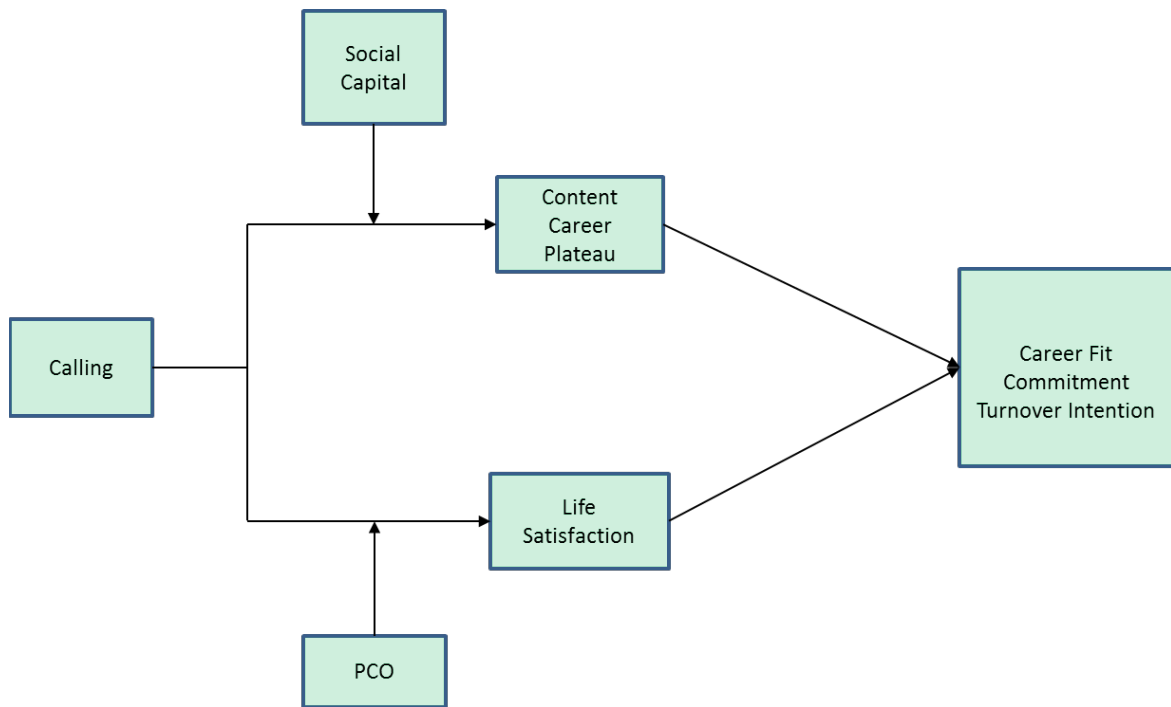 Social
Capital
Content
Career
Plateau
Calling
Career Fit
Commitment
Turnover Intention
Life
Satisfaction
PCO